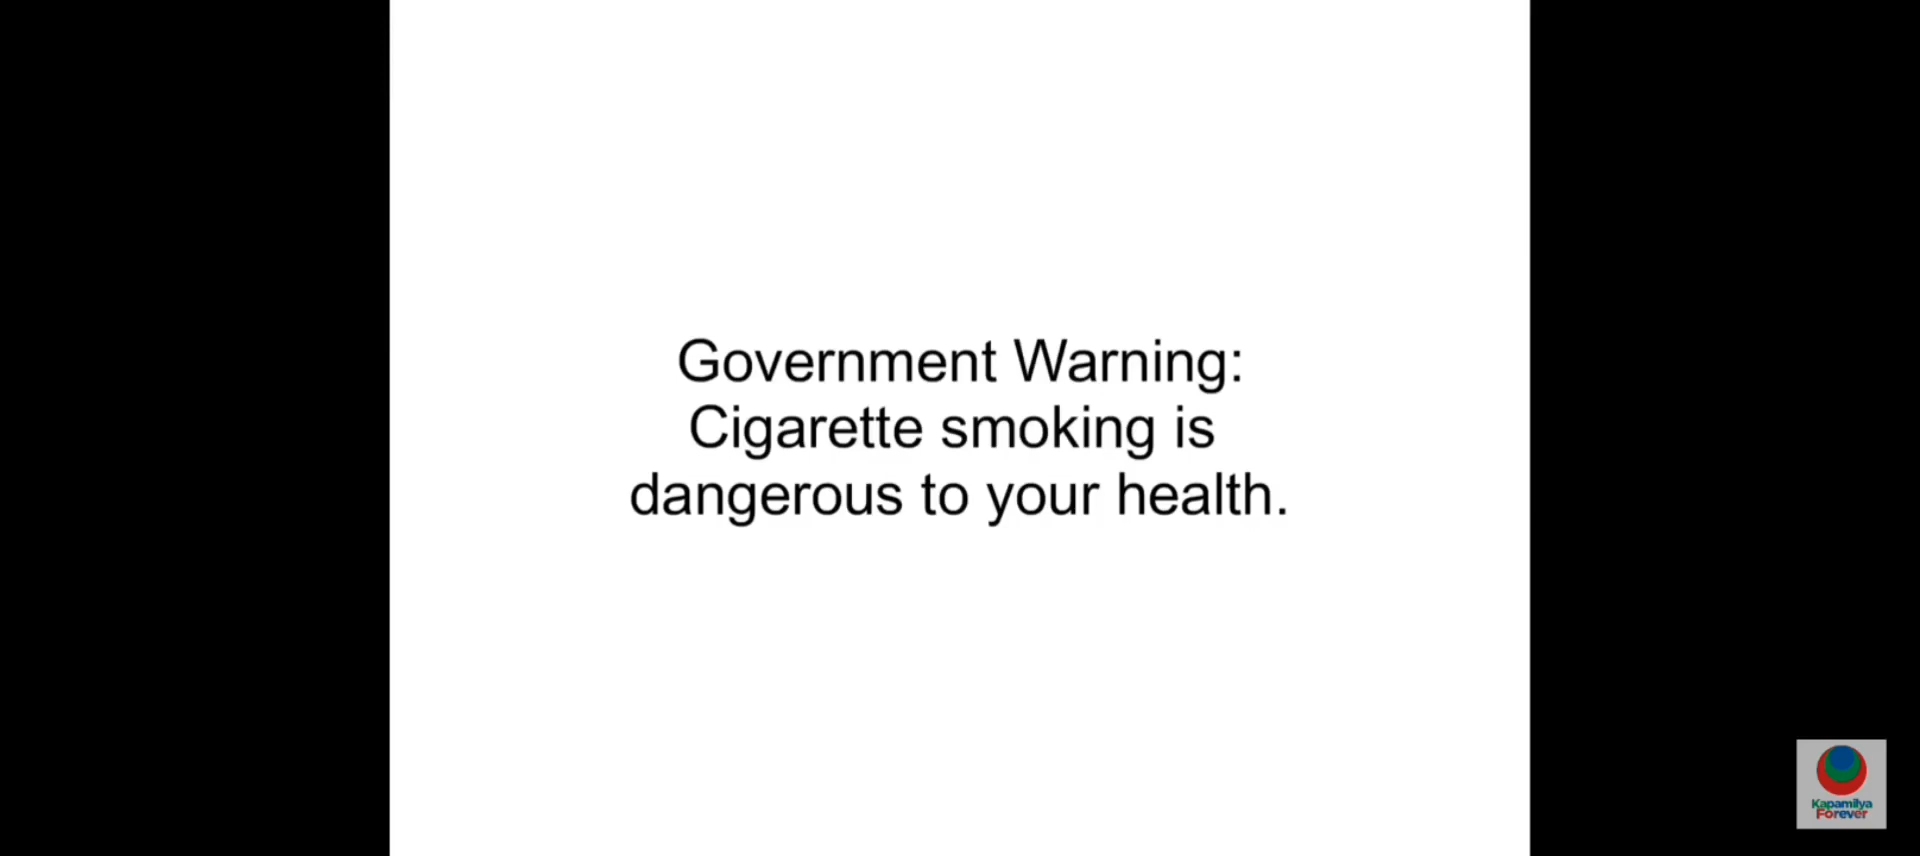 Government Warning:
Cigarette smoking is
dangerous to your health.
Kapamilya
Forever